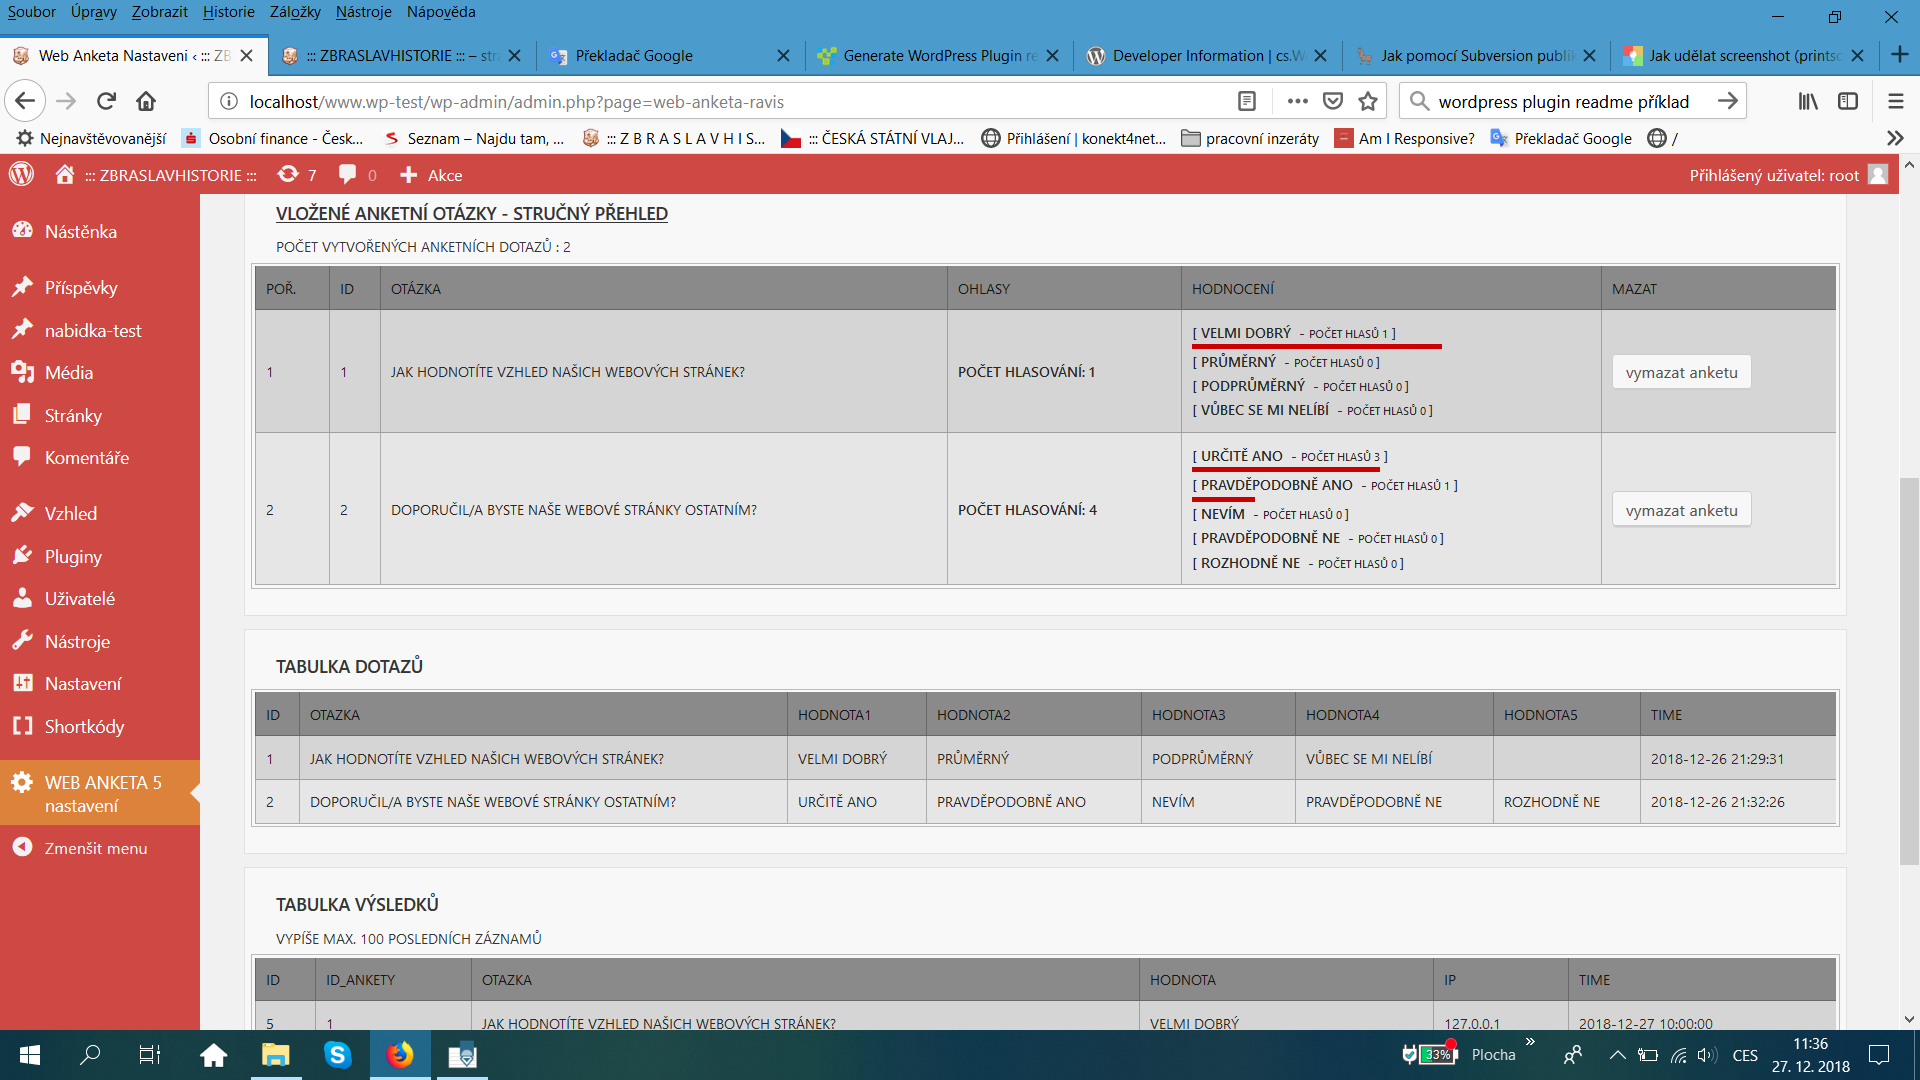 Soubor Úpravy Zobrazit Historie Záložky Nástroje Nápověda
Web Anketa Nastaveni ‹ ::: ZB
::: ZBRASLAVHISTORIE ::: – str
Překladač Google
Generate WordPress Plugin re
Developer Information | cs.W
Jak pomocí Subversion publik
Jak udělat screenshot (printsc
localhost/www.wp-test/wp-admin/admin.php?page=web-anketa-ravis
wordpress plugin readme příklad
Nejnavštěvovanější
Osobní finance - Česk...
Seznam – Najdu tam, ...
::: Z B R A S L A V H I S...
::: ČESKÁ STÁTNÍ VLAJ...
Přihlášení | konekt4net...
pracovní inzeráty
Am I Responsive?
Překladač Google
/
::: ZBRASLAVHISTORIE ::: 7 0 Akce
Přihlášený uživatel: root
Nástěnka
Příspěvky
nabidka-test
Média
Stránky
Komentáře
Vzhled
Pluginy
Uživatelé
Nástroje
Nastavení
Shortkódy
WEB ANKETA 5
nastavení
Zmenšit menu
VLOŽENÉ ANKETNÍ OTÁZKY - STRUČNÝ PŘEHLED
POČET VYTVOŘENÝCH ANKETNÍCH DOTAZŮ : 2
POŘ. ID OTÁZKA OHLASY HODNOCENÍ MAZAT
1 1 JAK HODNOTÍTE VZHLED NAŠICH WEBOVÝCH STRÁNEK? POČET HLASOVÁNÍ: 1
[ VELMI DOBRÝ - POČET HLASŮ 1 ]
[ PRŮMĚRNÝ - POČET HLASŮ 0 ]
[ PODPRŮMĚRNÝ - POČET HLASŮ 0 ]
[ VŮBEC SE MI NELÍBÍ - POČET HLASŮ 0 ]
vymazat anketu
2 2 DOPORUČIL/A BYSTE NAŠE WEBOVÉ STRÁNKY OSTATNÍM? POČET HLASOVÁNÍ: 4
[ URČITĚ ANO - POČET HLASŮ 3 ]
[ PRAVDĚPODOBNĚ ANO - POČET HLASŮ 1 ]
[ NEVÍM - POČET HLASŮ 0 ]
[ PRAVDĚPODOBNĚ NE - POČET HLASŮ 0 ]
[ ROZHODNĚ NE - POČET HLASŮ 0 ]
vymazat anketu
TABULKA DOTAZŮ
ID OTAZKA HODNOTA1 HODNOTA2 HODNOTA3 HODNOTA4 HODNOTA5 TIME
1 JAK HODNOTÍTE VZHLED NAŠICH WEBOVÝCH STRÁNEK? VELMI DOBRÝ PRŮMĚRNÝ PODPRŮMĚRNÝ VŮBEC SE MI NELÍBÍ 2018-12-26 21:29:31
2 DOPORUČIL/A BYSTE NAŠE WEBOVÉ STRÁNKY OSTATNÍM? URČITĚ ANO PRAVDĚPODOBNĚ ANO NEVÍM PRAVDĚPODOBNĚ NE ROZHODNĚ NE 2018-12-26 21:32:26
TABULKA VÝSLEDKŮ
VYPÍŠE MAX. 100 POSLEDNÍCH ZÁZNAMŮ
ID ID_ANKETY OTAZKA HODNOTA IP TIME
5 1 JAK HODNOTÍTE VZHLED NAŠICH WEBOVÝCH STRÁNEK? VELMI DOBRÝ 127.0.0.1 2018-12-27 10:00:00
33% Plocha CES
11:36
27. 12. 2018